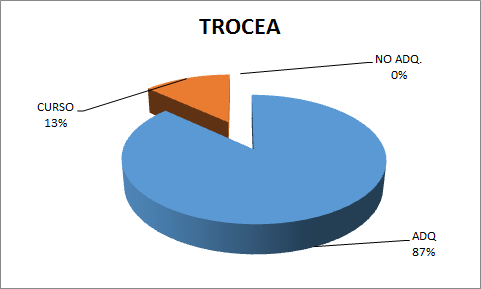 TROCEA
NO ADQ.
0%
CURSO
13%
ADQ
87%